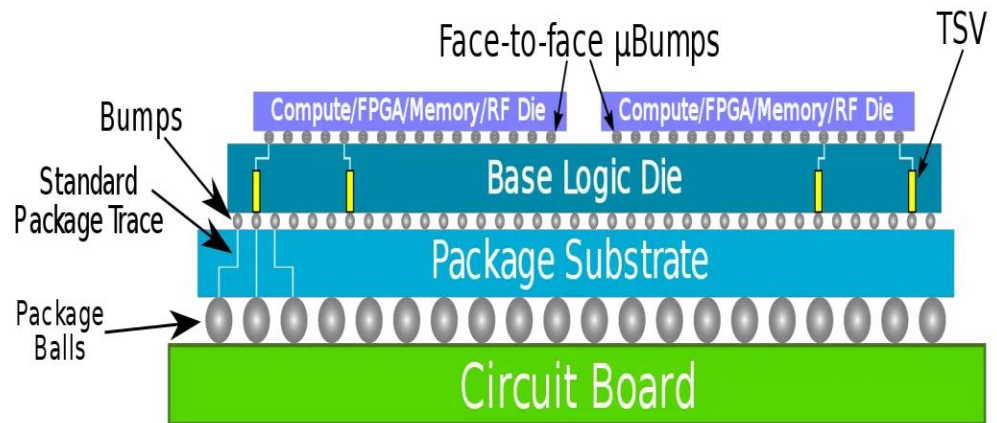 TSV
Face-to-face μBumps
Compute/FPGA/Memory/RF Die
Compute/FPGA/Memory/RF Die
Bumps
Base Logic Die
Standard
Package Trace
Package Substrate
Package
Balls
Circuit Board